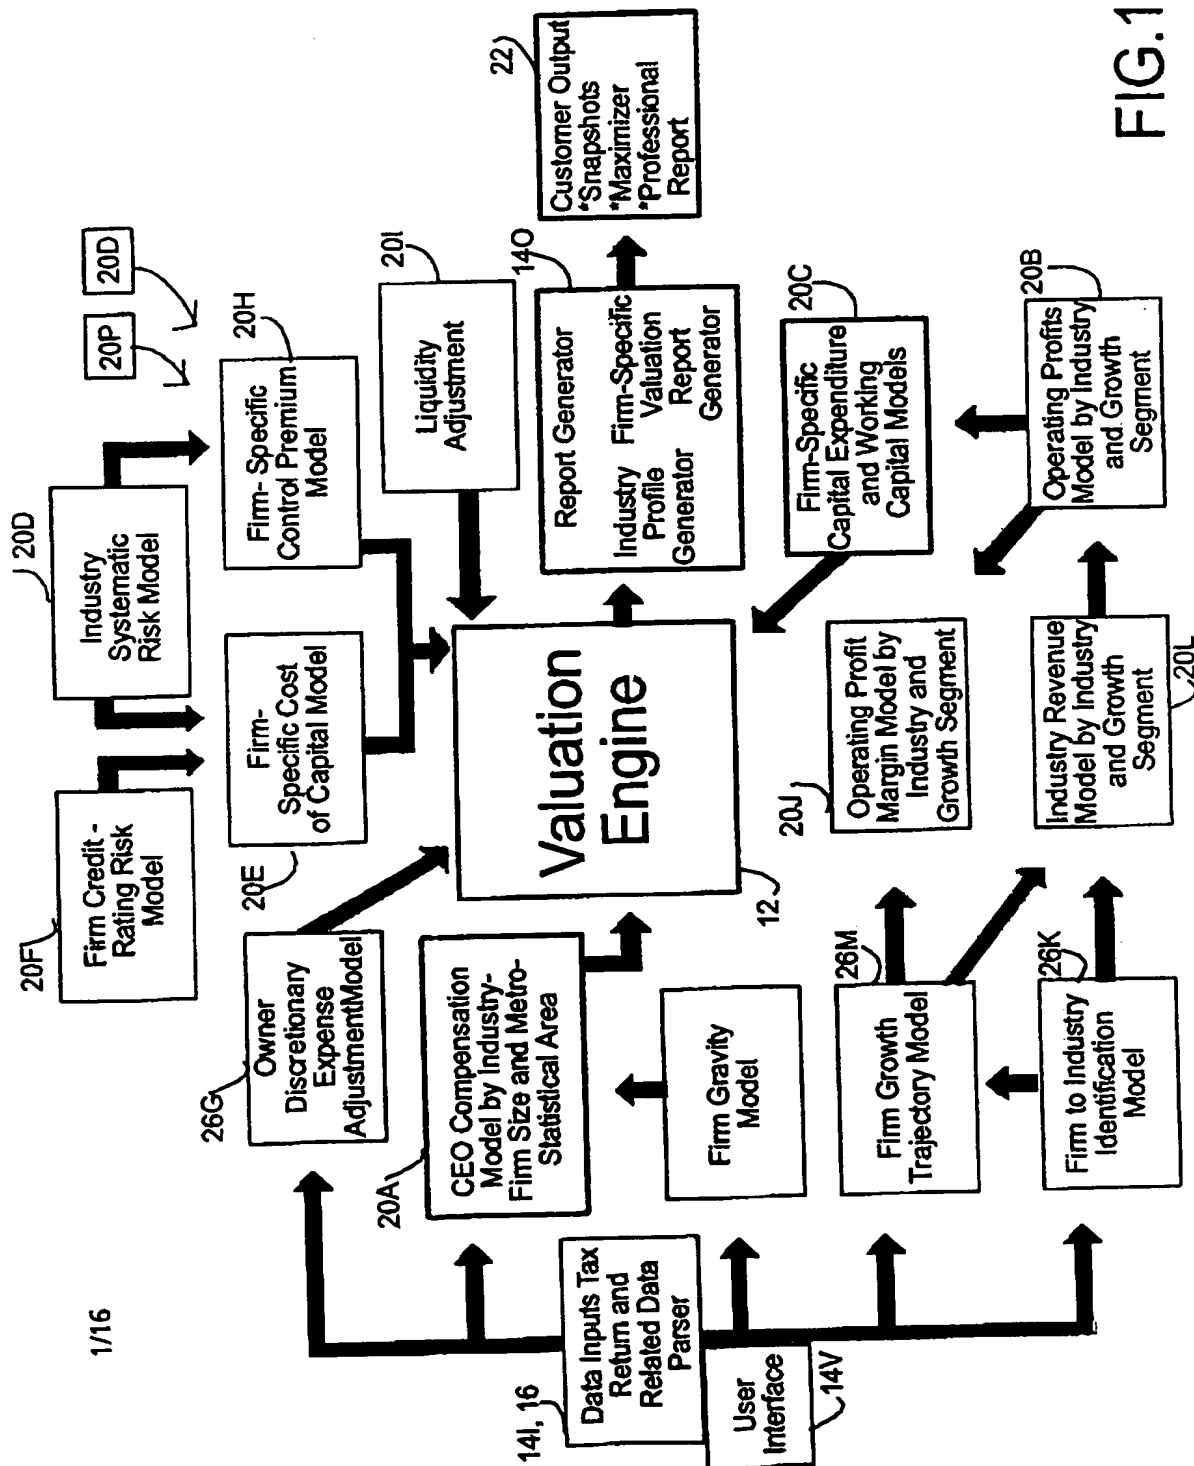 1/16
20F
Firm Credit -
Rating Risk
Model
20D
Industry
Systematic
Risk Model
20P
20D
26G
Owner
Discretionary
Expense
AdjustmentModel
20E
Firm-
Specific Cost
of Capital Model
20H
Firm- Specific
Control Premium
Model
20I
Liquidity
Adjustment
22
Customer Output
*Snapshots
*Maximizer
*Professional
Report
20A
CEO Compensation
Model by Industry-
Firm Size and Metro-
Statistical Area
Valuation
Engine
12
14O
Report Generator
Industry
Profile
Generator
Firm-Specific
Valuation
Report
Generator
14I, 16
Data Inputs Tax
Return and
Related Data
Parser
User
Interface
14V
Firm Gravity
Model
20C
Firm-Specific
Capital Expenditure
and Working
Capital Models
26M
Firm Growth
Trajectory Model
20J
Operating Profit
Margin Model by
Industry and
Growth Segment
20B
Operating Profits
Model by Industry
and Growth
Segment
26K
Firm to Industry
Identification
Model
Industry Revenue
Model by Industry
and Growth
Segment
20L
FIG.1